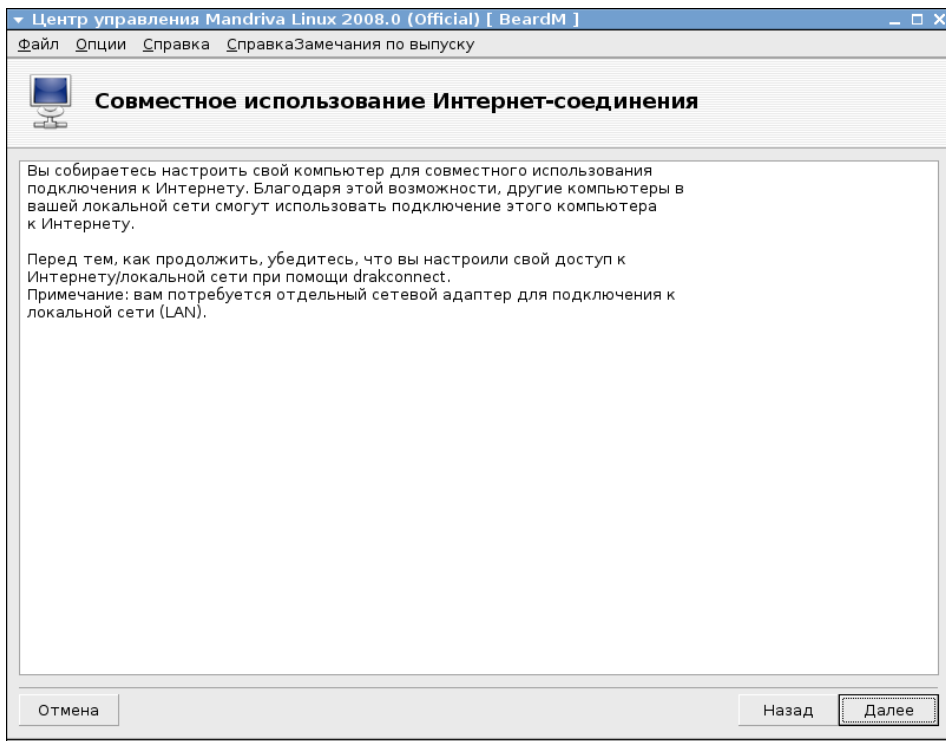 Центр управления Mandriva Linux 2008.0 (Official) [ BeardM ]
Файл Опции Справка СправкаЗамечания по выпуску
Совместное использование Интернет-соединения
Вы собираетесь настроить свой компьютер для совместного использования
подключения к Интернету. Благодаря этой возможности, другие компьютеры в
вашей локальной сети смогут использовать подключение этого компьютера
к Интернету.
Перед тем, как продолжить, убедитесь, что вы настроили свой доступ к
Интернету/локальной сети при помощи drakconnect.
Примечание: вам потребуется отдельный сетевой адаптер для подключения к
локальной сети (LAN).
Отмена Назад Далее